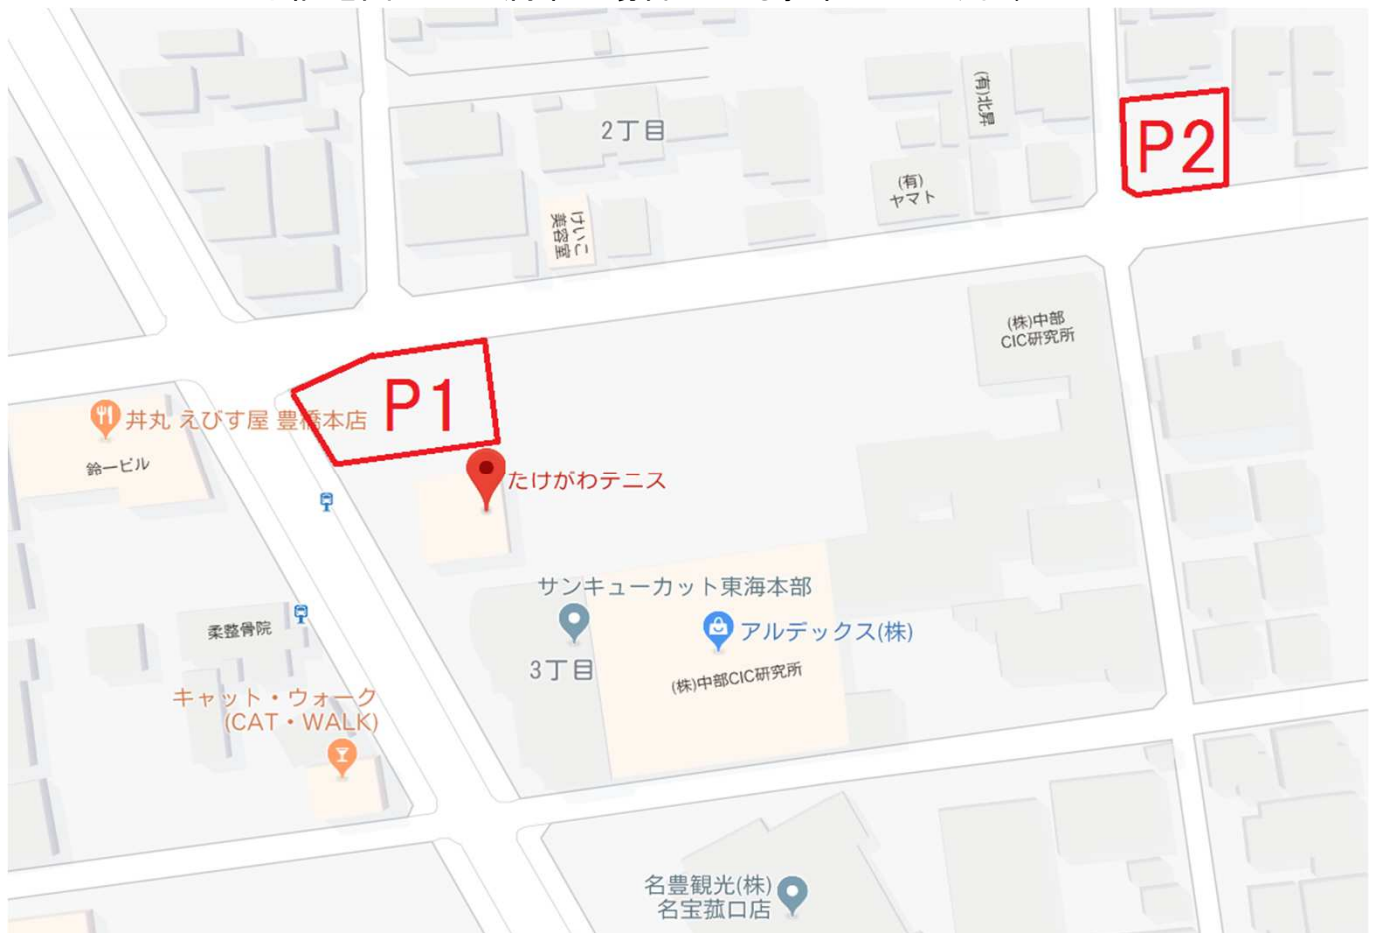 2丁目
(有)北昇
P2
(有)
ヤマト
けいこ
美容室
(株)中部
CIC研究所
P1
丼丸 えびす屋 豊橋本店
鈴一ビル
たけがわテニス
サンキューカット東海本部
アルデックス(株)
柔整骨院
3丁目
(株)中部CIC研究所
キャット・ウォーク
(CAT・WALK)
名豊観光(株)
名宝菰口店